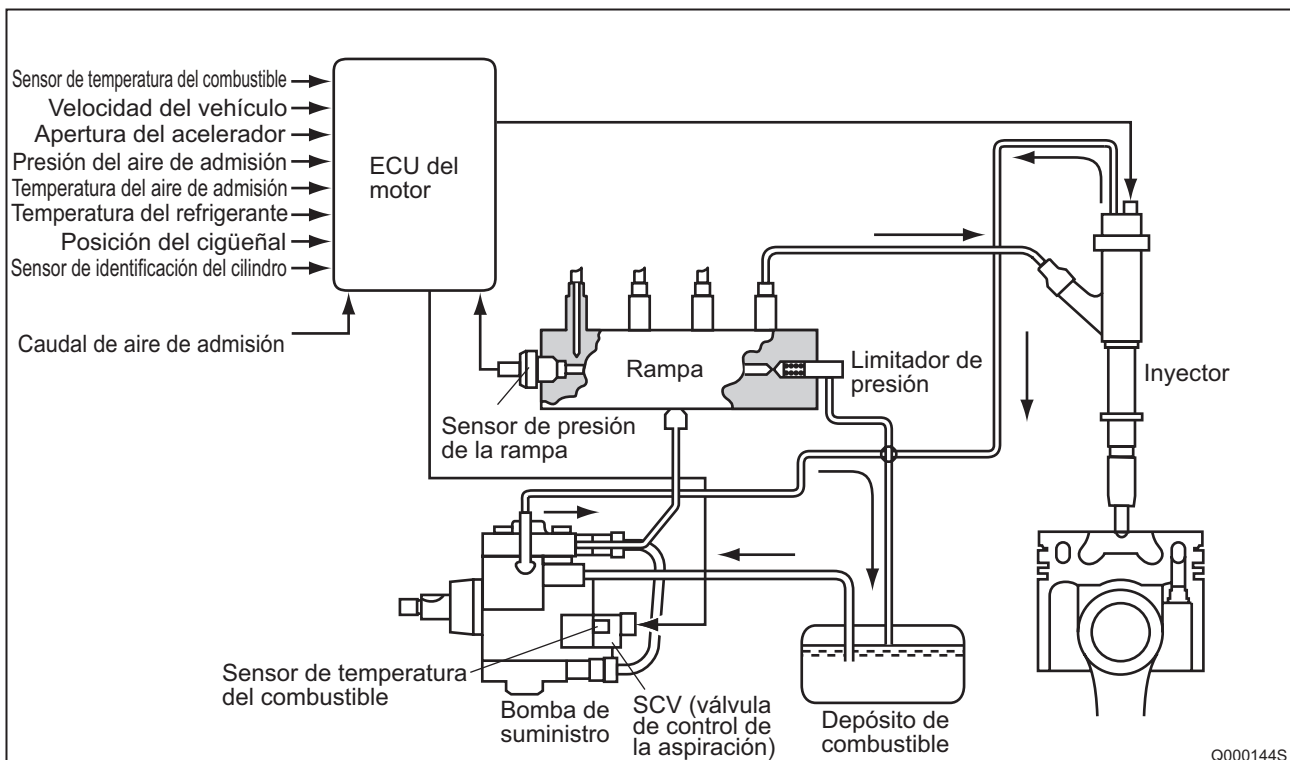 Sensor de temperatura del combustible
Velocidad del vehículo
Apertura del acelerador
Presión del aire de admisión
Temperatura del aire de admisión
Temperatura del refrigerante
Posición del cigüeñal
Sensor de identificación del cilindro
Caudal de aire de admisión
ECU del
motor
Rampa
Limitador de
presión
Inyector
Sensor de presión
de la rampa
Sensor de temperatura
del combustible
Bomba de
suministro
SCV (válvula
de control de
la aspiración)
Depósito de
combustible
Q000144S